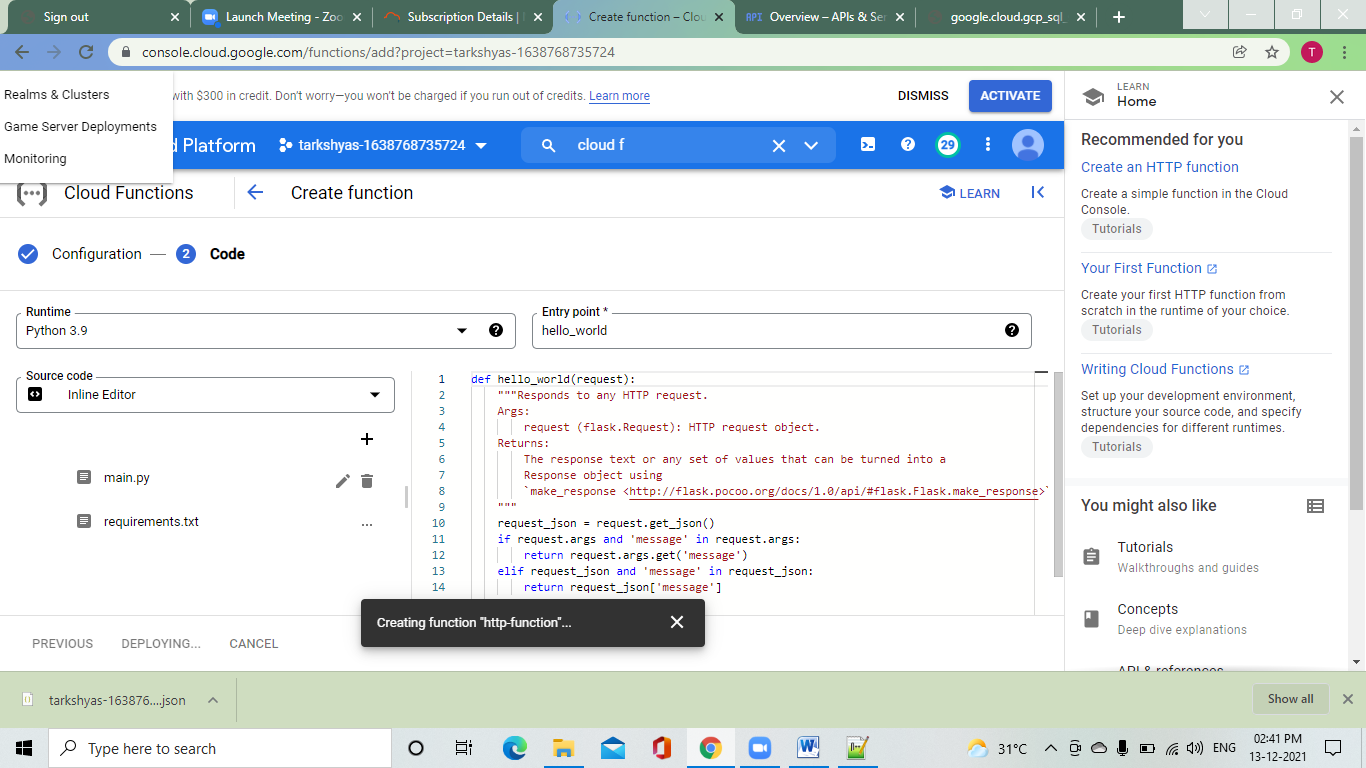 Sign out
Launch Meeting - Zoo
Subscription Details |
Create function – Clou
API Overview – APIs & Ser
google.cloud.gcp_sql_
console.cloud.google.com/functions/add?project=tarkshyas-1638768735724
T
Realms & Clusters
Game Server Deployments
Monitoring
with $300 in credit. Don't worry—you won't be charged if you run out of credits. Learn more
DISMISS
ACTIVATE
d Platform
tarkshyas-1638768735724
cloud f
29
Cloud Functions
Create function
LEARN
Configuration — 2 Code
Runtime
Python 3.9
Entry point *
hello_world
Source code
Inline Editor
main.py
requirements.txt
...
1 def hello_world(request):
2 """Responds to any HTTP request.
3 Args:
4 request (flask.Request): HTTP request object.
5 Returns:
6 The response text or any set of values that can be turned into a
7 Response object using
8 `make_response <http://flask.pocoo.org/docs/1.0/api/#flask.Flask.make_response>`
9 """
10 request_json = request.get_json()
11 if request.args and 'message' in request.args:
12 return request.args.get('message')
13 elif request_json and 'message' in request_json:
14 return request_json['message']
Creating function "http-function"...
PREVIOUS
DEPLOYING...
CANCEL
LEARN
Home
Recommended for you
Create an HTTP function
Create a simple function in the Cloud
Console.
Tutorials
Your First Function
Create your first HTTP function from
scratch in the runtime of your choice.
Tutorials
Writing Cloud Functions
Set up your development environment,
structure your source code, and specify
dependencies for different runtimes.
Tutorials
You might also like
Tutorials
Walkthroughs and guides
Concepts
Deep dive explanations
API & references
tarkshyas-163876....json
Show all
Type here to search
31°C
ENG
02:41 PM
13-12-2021